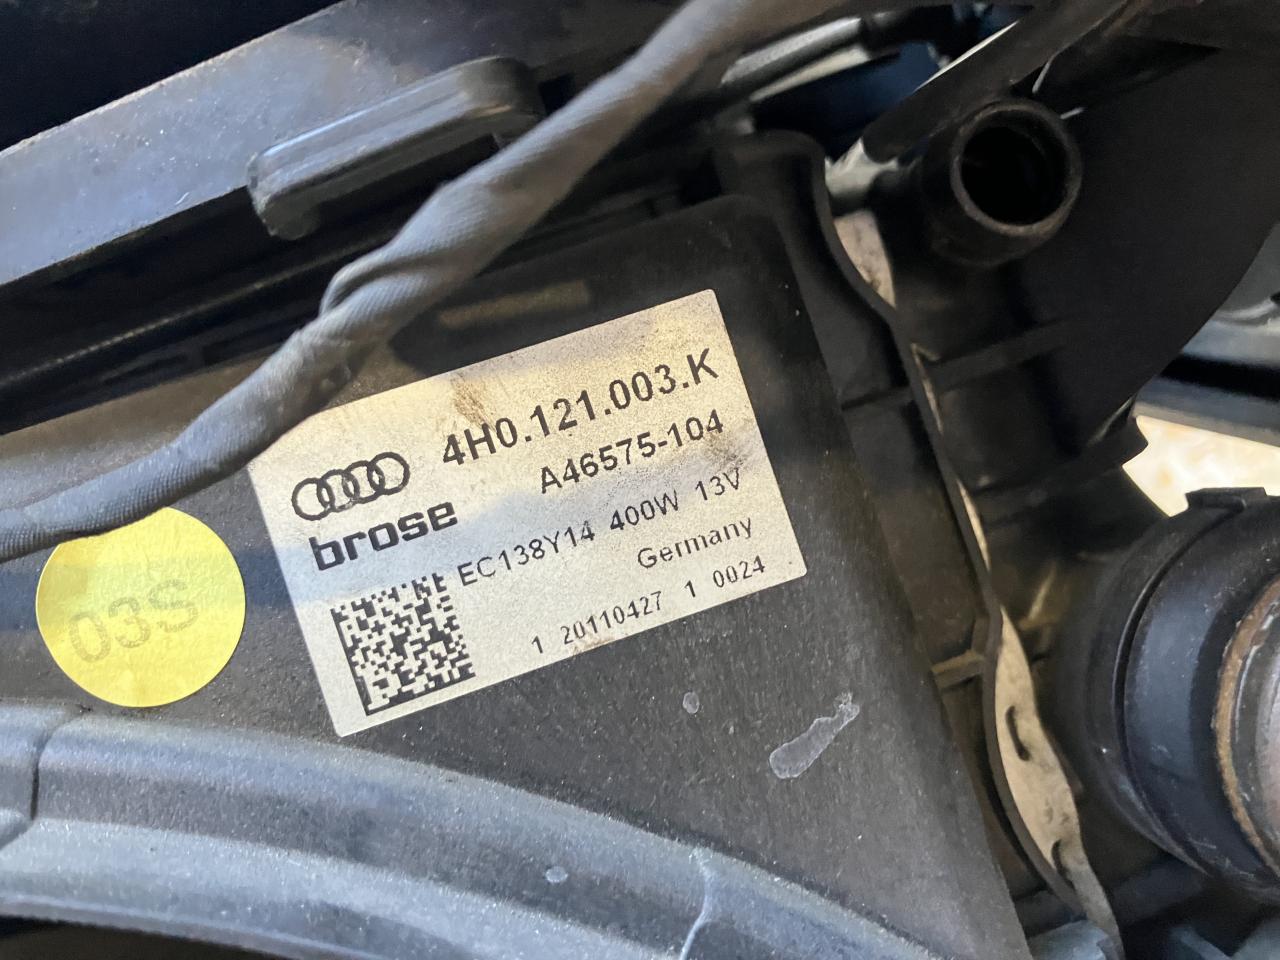 4H0.121.003.K
A46575-104
brose
EC138Y14 400W 13V
Germany
1 20110427 1 0024
03S